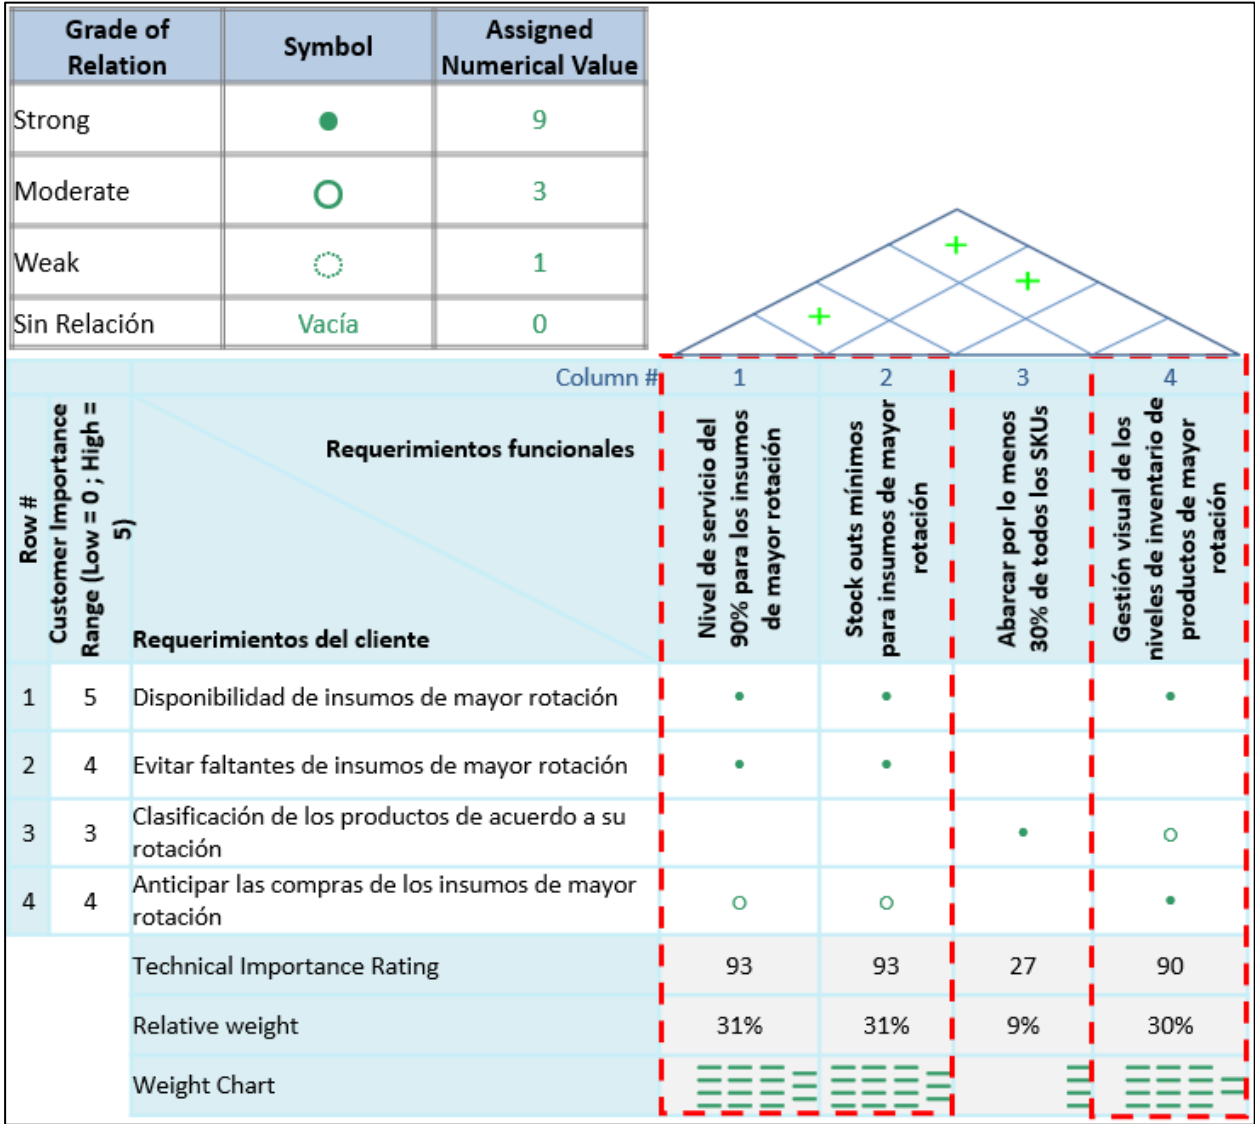 Grade of Relation Symbol Assigned Numerical Value
Strong ● 9
Moderate ○ 3
Weak ◌ 1
Sin Relación Vacía 0
+
+
+
Column # 1 2 3 4
Row #
Customer Importance
Range (Low = 0 ; High =
5)
Requerimientos funcionales
Requerimientos del cliente
Nivel de servicio del
90% para los insumos
de mayor rotación
Stock outs mínimos
para insumos de mayor
rotación
Abarcar por lo menos
30% de todos los SKUs
Gestión visual de los
niveles de inventario de
productos de mayor
rotación
1 5 Disponibilidad de insumos de mayor rotación ● ● ●
2 4 Evitar faltantes de insumos de mayor rotación ● ●
3 3 Clasificación de los productos de acuerdo a su
rotación ● ○
4 4 Anticipar las compras de los insumos de mayor
rotación ○ ○ ●
Technical Importance Rating 93 93 27 90
Relative weight 31% 31% 9% 30%
Weight Chart